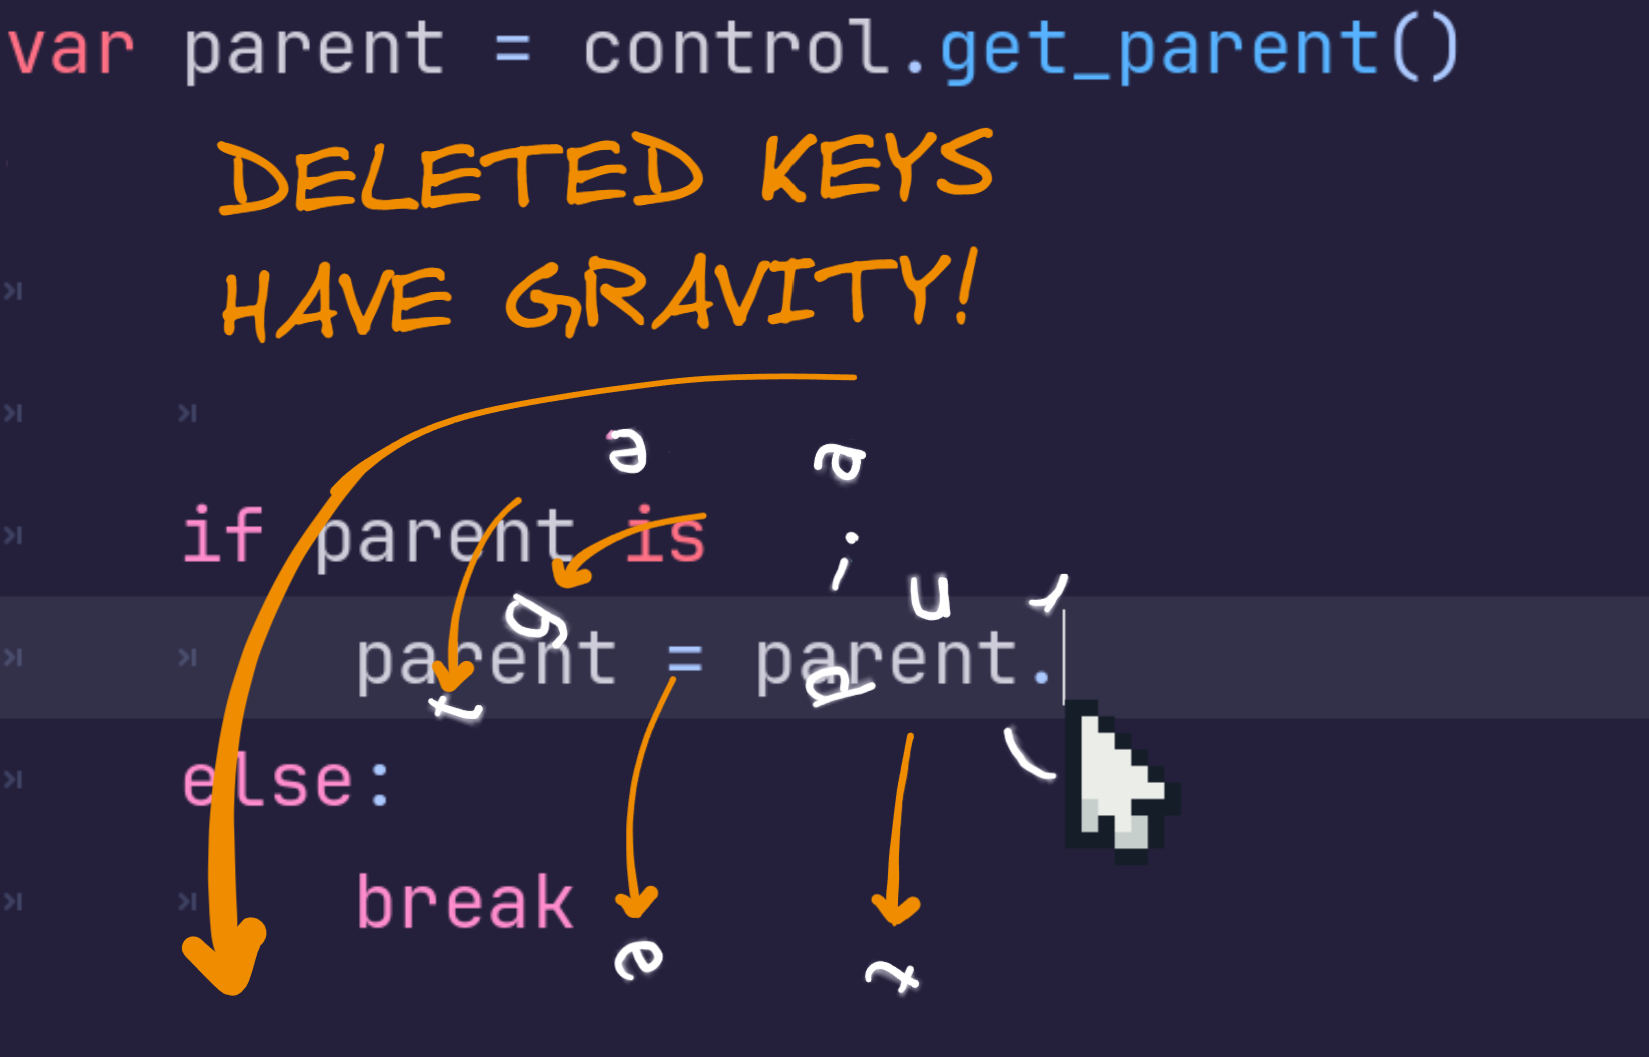 var parent = control.get_parent()
DELETED KEYS
HAVE GRAVITY!
a
a
if parent is
i
g
u
r
parent = parent.
t
a
(
else:
break
e
t